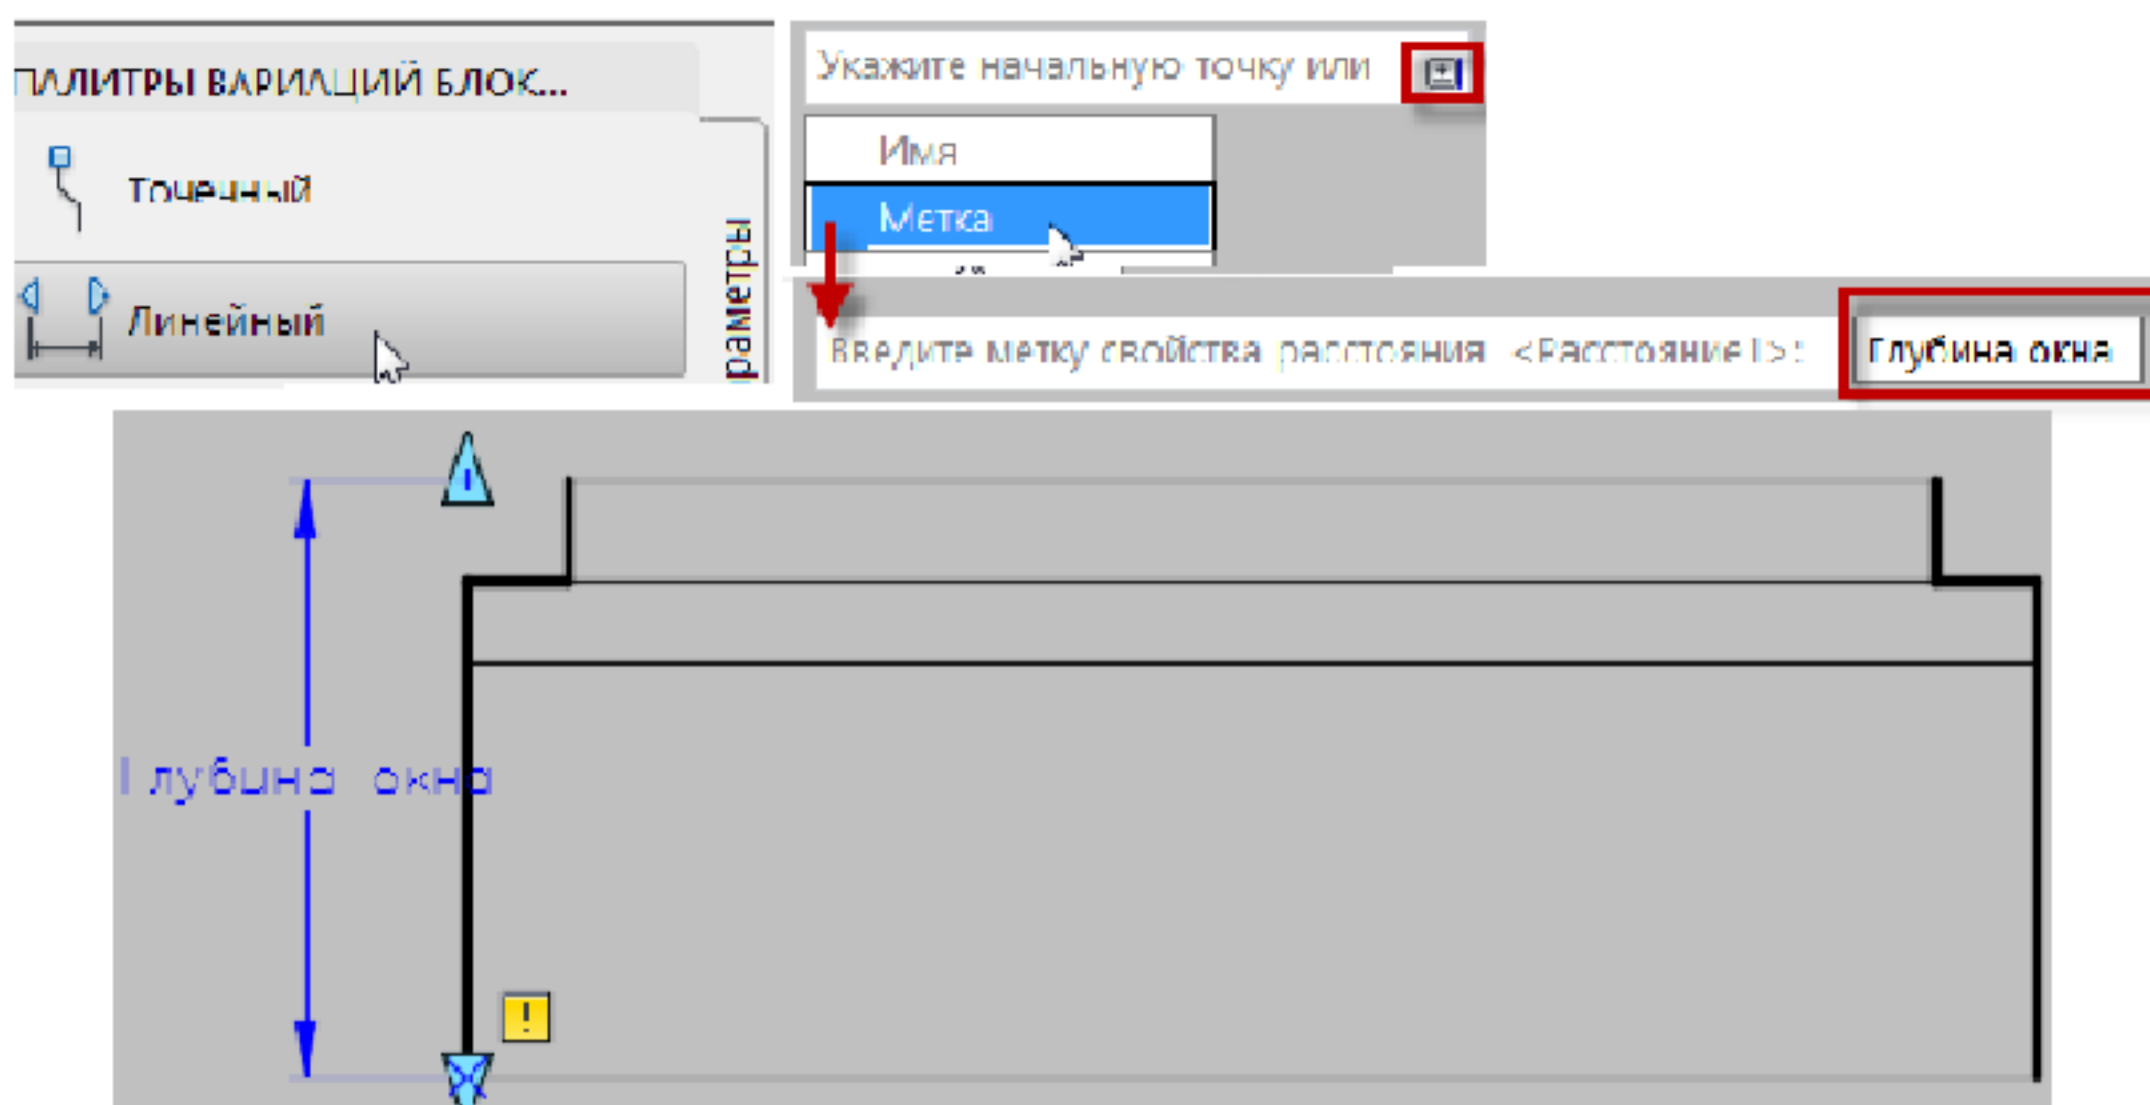 ПАЛИТРЫ ВАРИАЦИЙ БЛОК...
Точечный
Линейный
раметры
Укажите начальную точку или
Имя
Метка
Введите метку свойства расстояния <Расстояние1>:
Глубина окна
Глубина окна
!